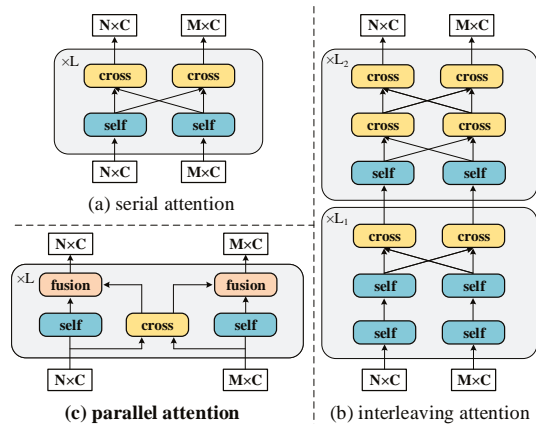 N×C M×C
×L
cross cross
self self
N×C M×C
(a) serial attention
N×C M×C
×L
fusion fusion
self cross self
N×C M×C
(c) parallel attention
N×C M×C
×L₂
cross cross
cross cross
self self
×L₁
cross cross
self self
self self
N×C M×C
(b) interleaving attention